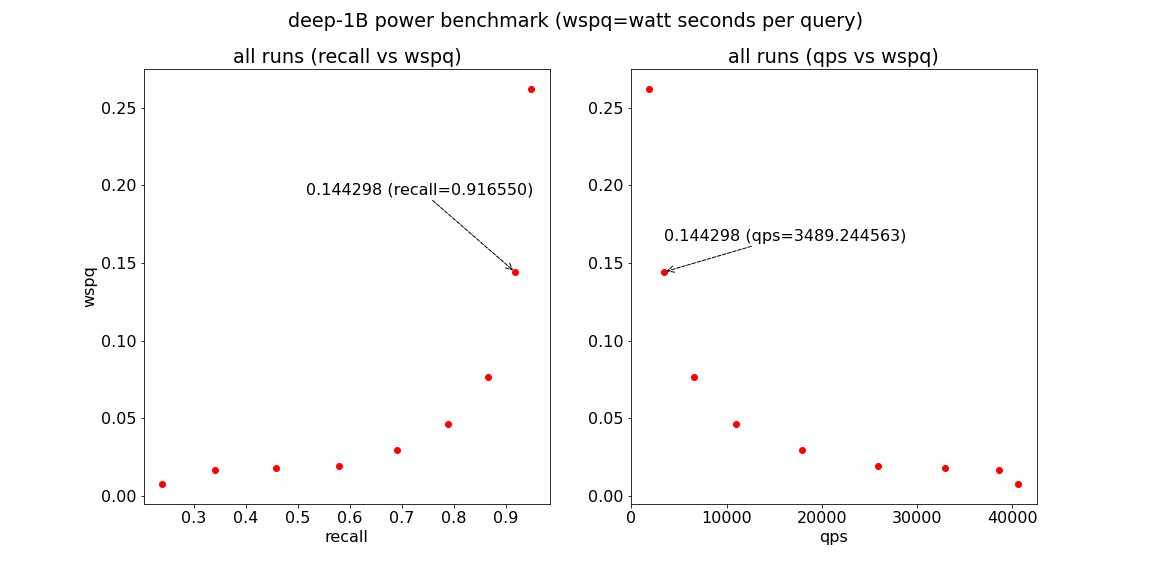 deep-1B power benchmark (wspq=watt seconds per query)
all runs (recall vs wspq)
0.25
0.20
0.15
0.10
0.05
0.00
wspq
0.144298 (recall=0.916550)
0.3 0.4 0.5 0.6 0.7 0.8 0.9
recall
all runs (qps vs wspq)
0.25
0.20
0.15
0.10
0.05
0.00
0.144298 (qps=3489.244563)
0 10000 20000 30000 40000
qps